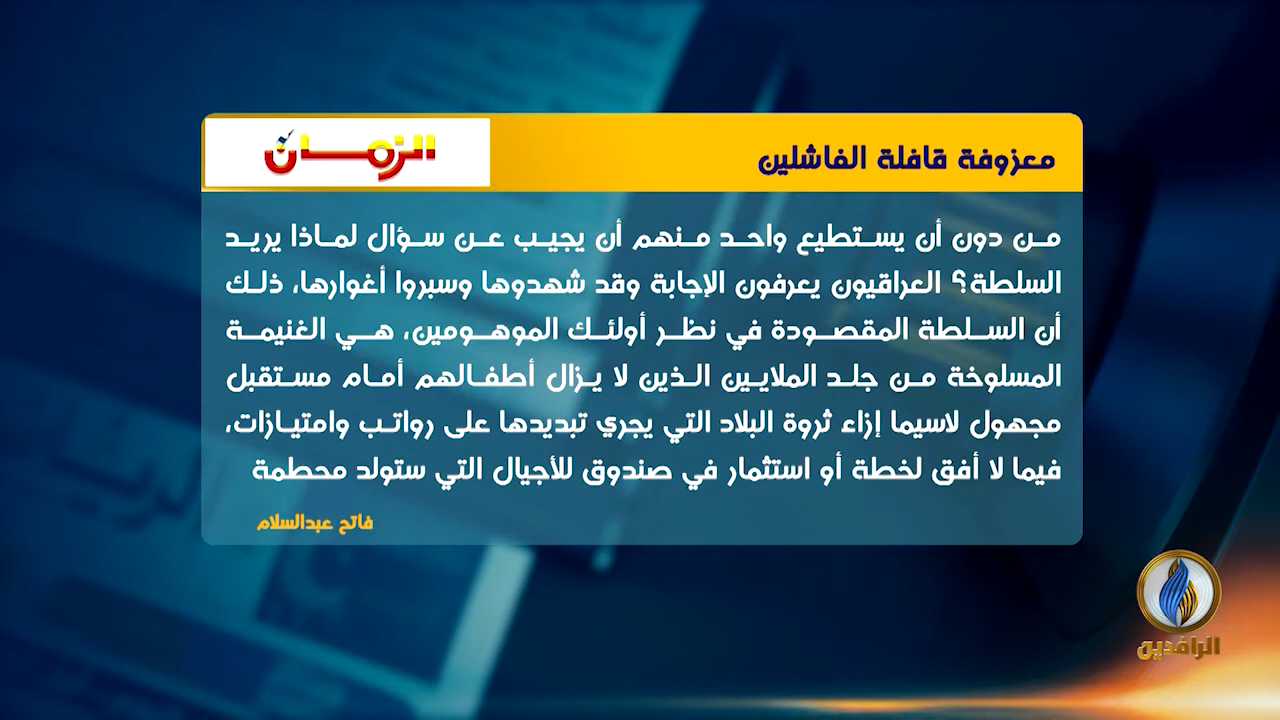 الزمان
معزوفة قافلة الفاشلين
من دون أن يستطيع واحد منهم أن يجيب عن سؤال لماذا يريد
السلطة؟ العراقيون يعرفون الإجابة وقد شهدوها وسبروا أغوارها، ذلك
أن السلطة المقصودة في نظر أولئك الموهومين، هي الغنيمة
المسلوخة من جلد الملايين الذين لا يزال أطفالهم أمام مستقبل
مجهول لاسيما إزاء ثروة البلاد التي يجري تبديدها على رواتب وامتيازات،
فيما لا أفق لخطة أو استثمار في صندوق للأجيال التي ستولد محطمة
فاتح عبدالسلام
الرافدين